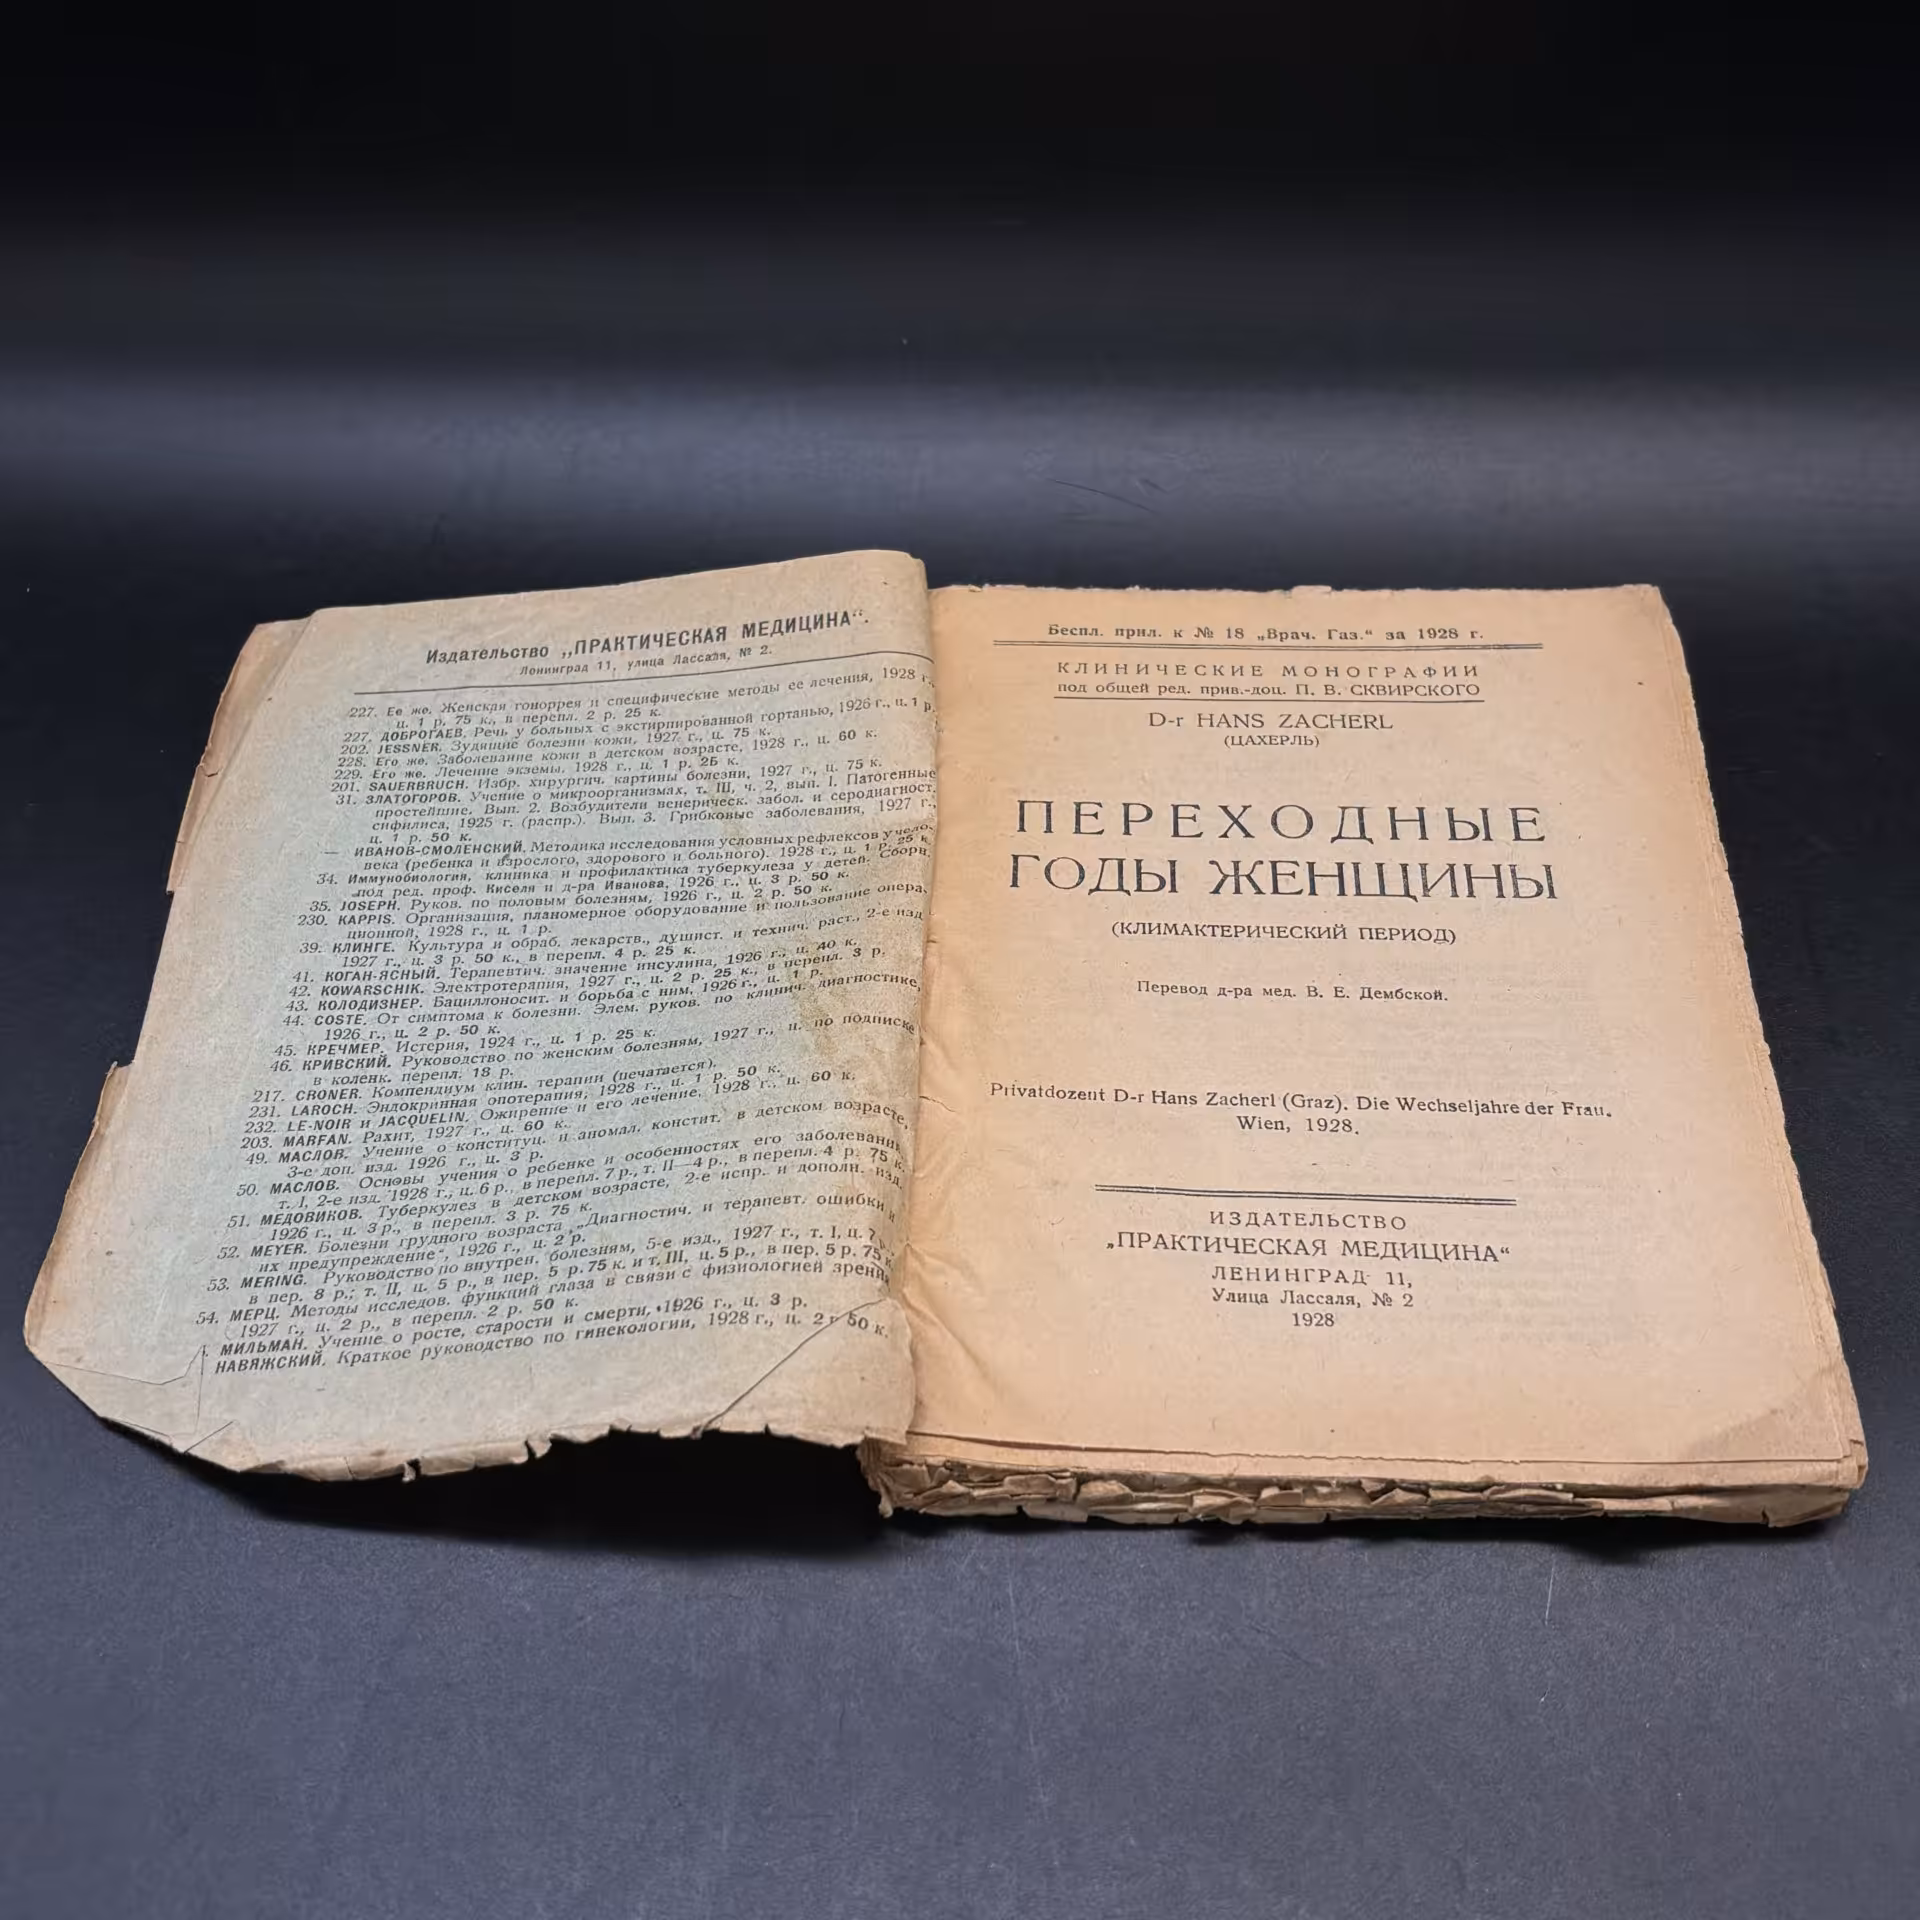 Издательство „ПРАКТИЧЕСКАЯ МЕДИЦИНА“.
Ленинград 11, улица Лассаля, № 2.
227. Ее же. Женская гоноррея и специфические методы ее лечения, 1928 г.,
ц. 1 р. 75 к., в перепл. 2 р. 25 к.
227. ДОБРОГАЕВ. Речь у больных с экстирпированной гортанью, 1926 г., ц. 1 р.
202. JESSNER. Зудящие болезни кожи, 1927 г., ц. 75 к.
228. Его же. Заболевание кожи в детском возрасте, 1928 г., ц. 60 к.
229. Его же. Лечение экземы, 1928 г., ц. 1 р. 25 к.
201. SAUERBRUCH. Избр. хирургич. картины болезни, 1927 г., ц. 75 к.
31. ЗЛАТОГОРОВ. Учение о микроорганизмах, т. III, ч. 2, вып. I. Патогенные
простейшие. Вып. 2. Возбудители венерическ. забол. и серодиагност.
сифилиса, 1925 г. (распр.). Вып. 3. Грибковые заболевания, 1927 г.,
ц. 1 р. 50 к.
— ИВАНОВ-СМОЛЕНСКИЙ. Методика исследования условных рефлексов у чело-
века (ребенка и взрослого, здорового и больного). 1928 г., ц. 1 р. 25 к.
34. Иммунобиология, клиника и профилактика туберкулеза у детей. Сборн.
под ред. проф. Киселя и д-ра Иванова, 1926 г., ц. 3 р. 50 к.
35. JOSEPH. Руков. по половым болезням, 1926 г., ц. 2 р. 50 к.
230. KAPPIS. Организация, планомерное оборудование и пользование опера-
ционной, 1928 г., ц. 1 р.
39. КЛИНГЕ. Культура и обраб. лекарств., душист. и технич. раст., 2-е изд.
1927 г., ц. 3 р. 50 к., в перепл. 4 р. 25 к.
41. КОГАН-ЯСНЫЙ. Терапевтич. значение инсулина, 1926 г., ц. 40 к.
42. KOWARSCHIK. Электротерапия, 1927 г., ц. 2 р. 25 к., в перепл. 3 р.
43. КОЛОДИЗНЕР. Бациллоносит. и борьба с ним, 1926 г., ц. 1 р.
44. COSTE. От симптома к болезни. Элем. руков. по клинич. диагностике,
1926 г., ц. 2 р. 50 к.
45. КРЕЧМЕР. Истерия, 1924 г., ц. 1 р. 25 к.
46. КРИВСКИЙ. Руководство по женским болезням, 1927 г., ц. по подписке
в коленк. перепл. 18 р.
217. CRONER. Компендиум клин. терапии (печатается).
231. LAROCH. Эндокринная опотерапия, 1928 г., ц. 1 р. 50 к.
232. LE-NOIR и JACQUELIN. Ожирение и его лечение, 1928 г., ц. 60 к.
203. MARFAN. Рахит, 1927 г., ц. 60 к.
49. МАСЛОВ. Учение о конституц. и аномал. констит. в детском возрасте,
3-е доп. изд. 1926 г., ц. 3 р.
50. МАСЛОВ. Основы учения о ребенке и особенностях его заболевания
т. I, 2-е изд. 1928 г., ц. 6 р., в перепл. 7 р., т. II—4 р., в перепл. 4 р. 75 к.
51. МЕДОВИКОВ. Туберкулез в детском возрасте, 2-е испр. и дополн. изд.
1926 г., ц. 3 р., в перепл. 3 р. 75 к.
52. MEYER. Болезни грудного возраста „Диагностич. и терапевт. ошибки и
их предупреждение“, 1926 г., ц. 2 р.
53. MERING. Руководство по внутрен. болезням, 5-е изд., 1927 г., т. I, ц. 7 р.,
в пер. 8 р.; т. II, ц. 5 р., в пер. 5 р. 75 к. и т. III, ц. 5 р., в пер. 5 р. 75 к.
54. МЕРЦ. Методы исследов. функций глаза в связи с физиологией зрения
1927 г., ц. 2 р., в перепл. 2 р. 50 к.
МИЛЬМАН. Учение о росте, старости и смерти, 1926 г., ц. 3 р.
НАВЯЖСКИЙ. Краткое руководство по гинекологии, 1928 г., ц. 2 р. 50 к.
Беспл. прил. к № 18 „Врач. Газ.“ за 1928 г.
КЛИНИЧЕСКИЕ МОНОГРАФИИ
под общей ред. прив.-доц. П. В. СКВИРСКОГО
D-r HANS ZACHERL
(ЦАХЕРЛЬ)
ПЕРЕХОДНЫЕ
ГОДЫ ЖЕНЩИНЫ
(КЛИМАКТЕРИЧЕСКИЙ ПЕРИОД)
Перевод д-ра мед. В. Е. Дембской.
Privatdozent D-r Hans Zacherl (Graz). Die Wechseljahre der Frau.
Wien, 1928.
ИЗДАТЕЛЬСТВО
„ПРАКТИЧЕСКАЯ МЕДИЦИНА“
ЛЕНИНГРАД 11,
Улица Лассаля, № 2
1928